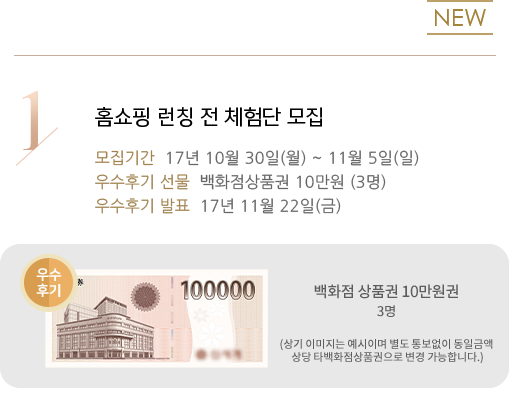 NEW
1
홈쇼핑 런칭 전 체험단 모집
모집기간 17년 10월 30일(월) ~ 11월 5일(일)
우수후기 선물 백화점상품권 10만원 (3명)
우수후기 발표 17년 11월 22일(금)
우수
후기
권
100000
백화점 상품권 10만원권
3명
(상기 이미지는 예시이며 별도 통보없이 동일금액
상당 타백화점상품권으로 변경 가능합니다.)